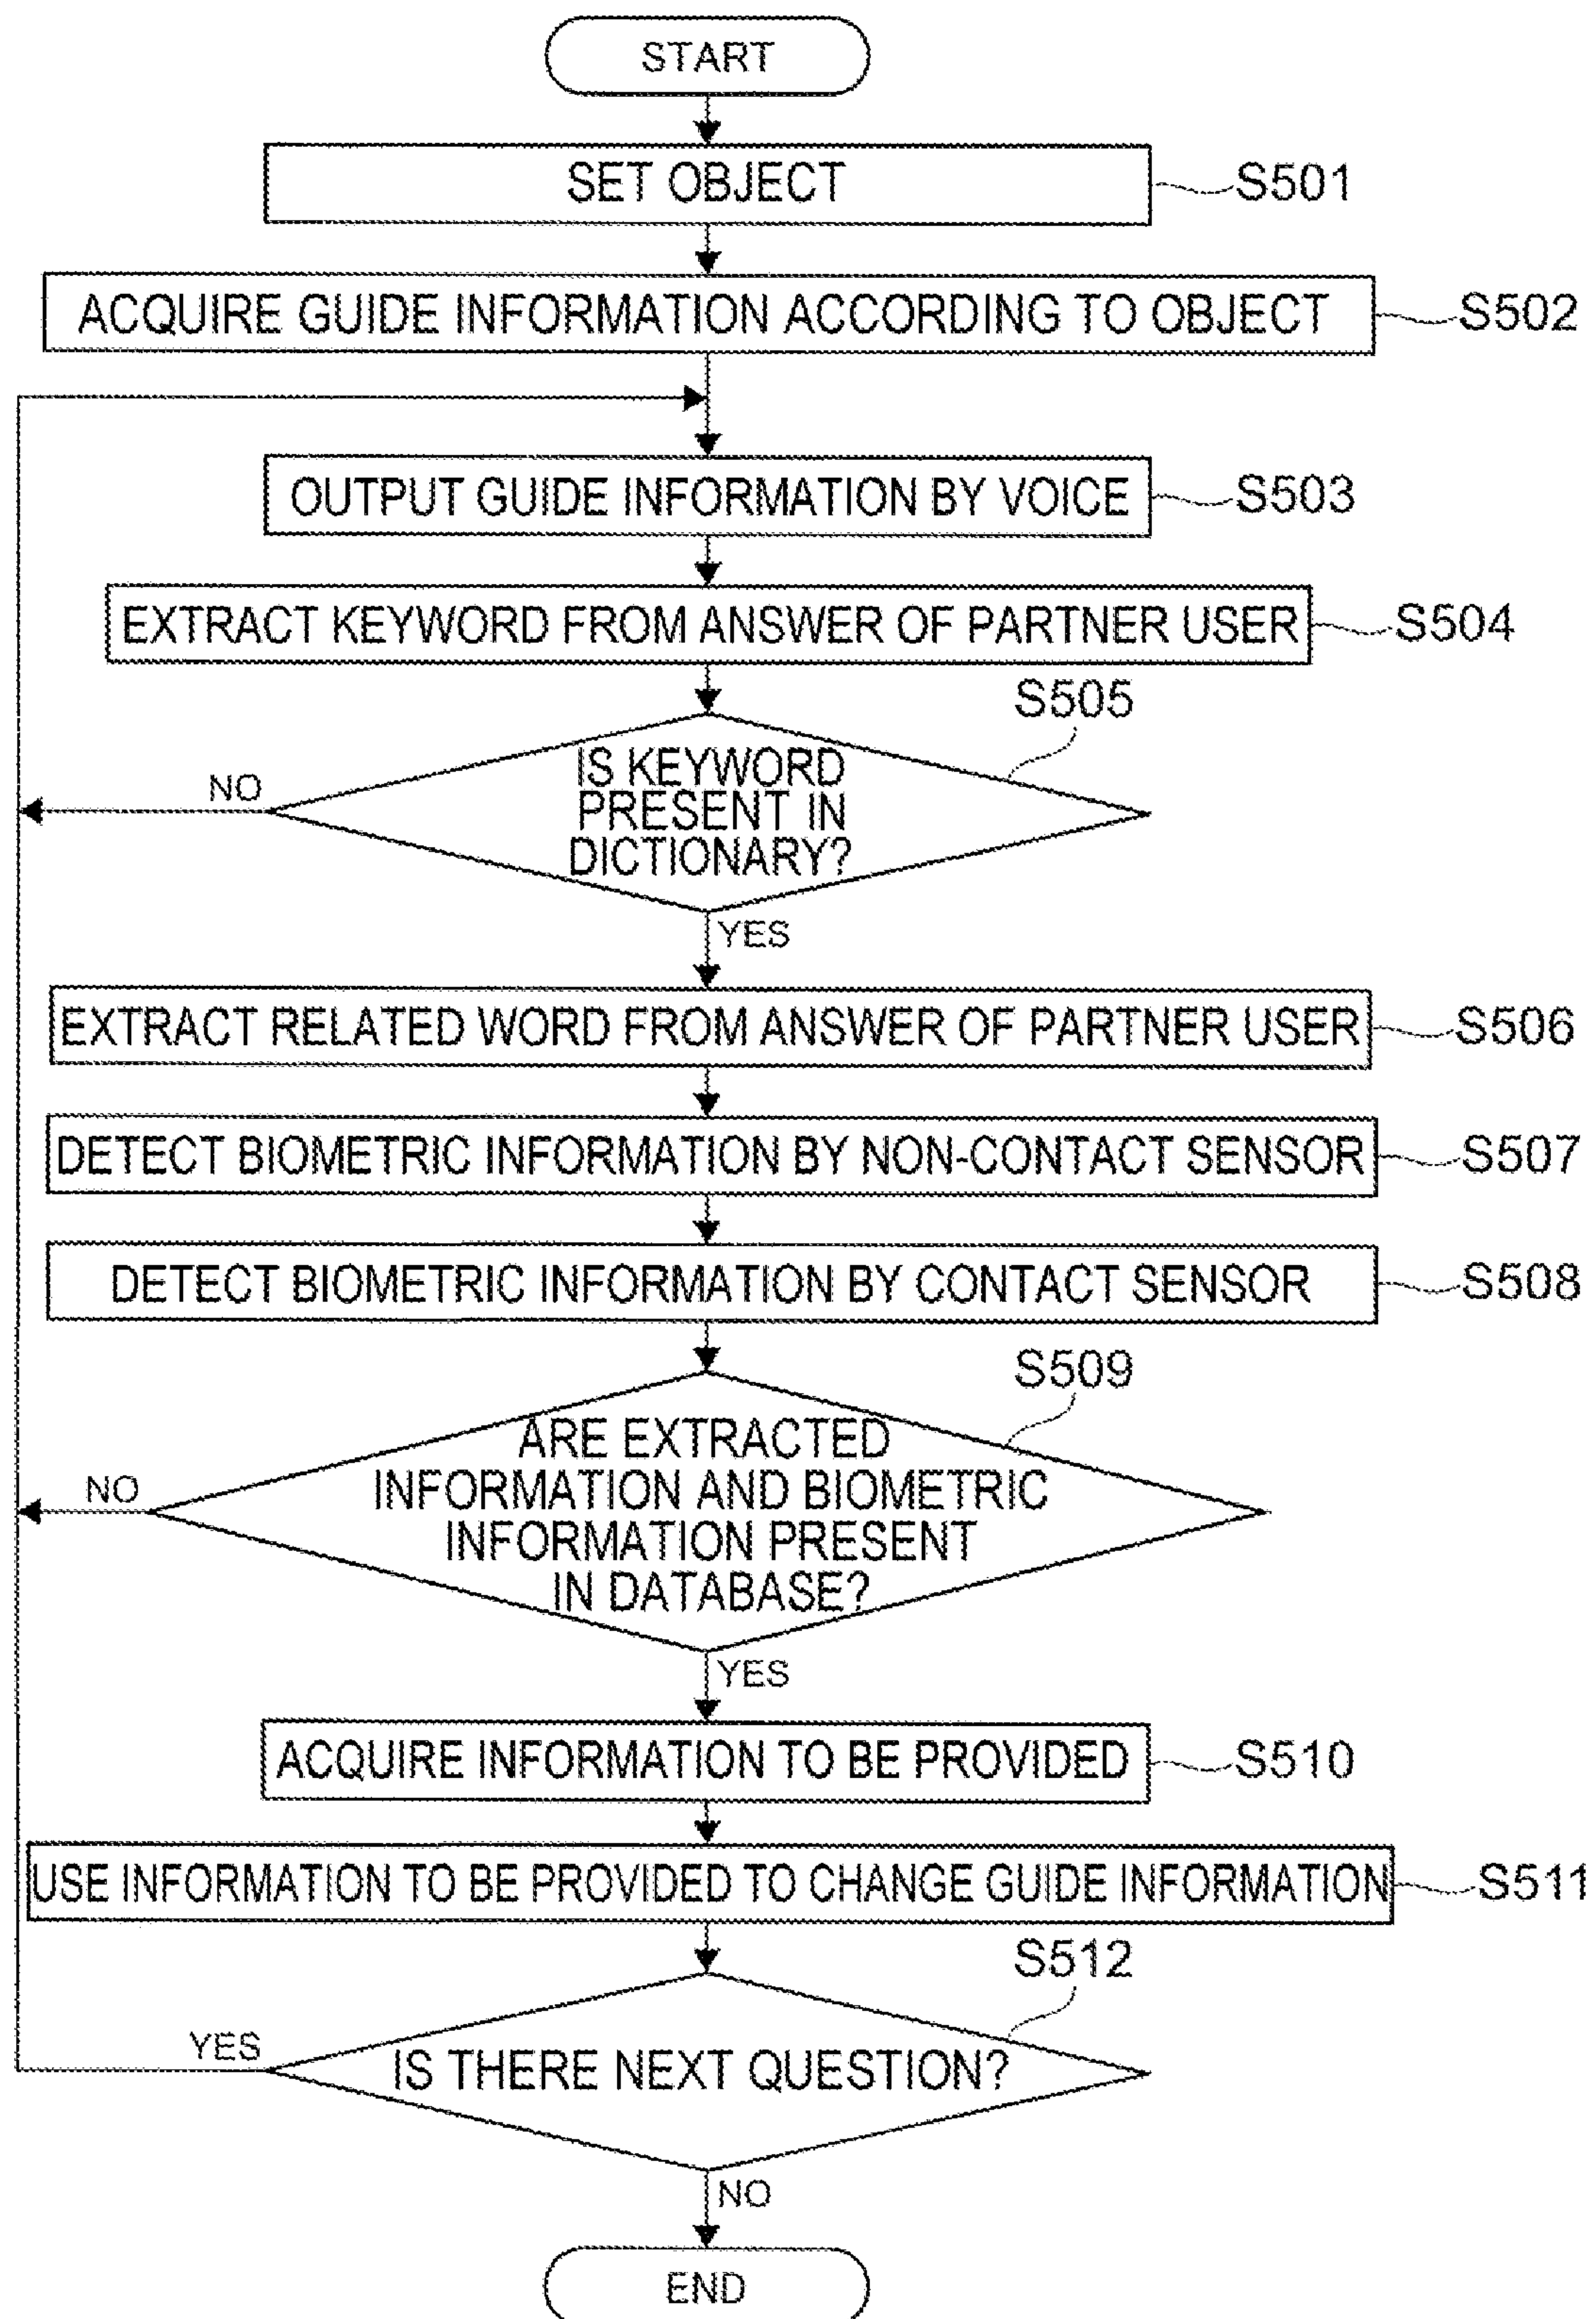 START
SET OBJECT
S501
ACQUIRE GUIDE INFORMATION ACCORDING TO OBJECT
S502
OUTPUT GUIDE INFORMATION BY VOICE
S503
EXTRACT KEYWORD FROM ANSWER OF PARTNER USER
S504
S505
IS KEYWORD
PRESENT IN
DICTIONARY?
NO
YES
EXTRACT RELATED WORD FROM ANSWER OF PARTNER USER
S506
DETECT BIOMETRIC INFORMATION BY NON-CONTACT SENSOR
S507
DETECT BIOMETRIC INFORMATION BY CONTACT SENSOR
S508
S509
ARE EXTRACTED
INFORMATION AND BIOMETRIC
INFORMATION PRESENT
IN DATABASE?
NO
YES
ACQUIRE INFORMATION TO BE PROVIDED
S510
USE INFORMATION TO BE PROVIDED TO CHANGE GUIDE INFORMATION
S511
S512
YES
IS THERE NEXT QUESTION?
NO
END